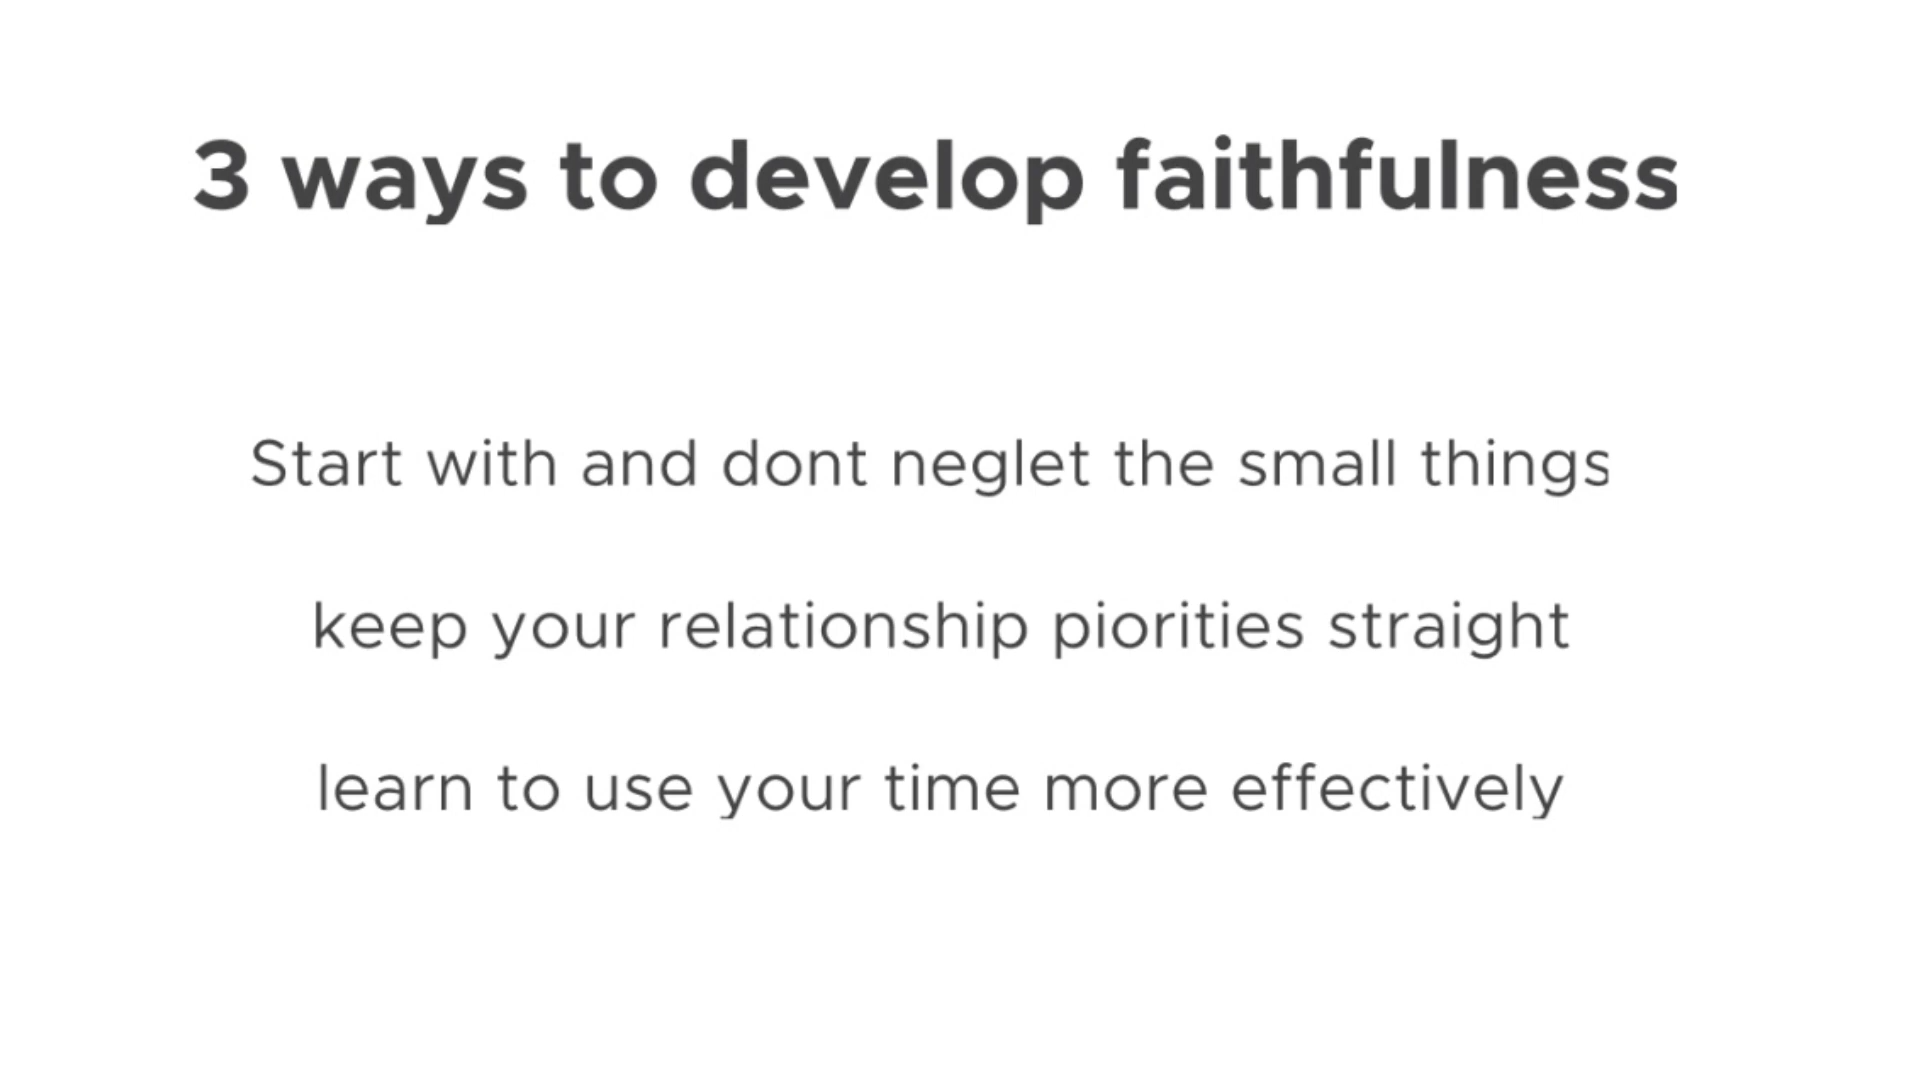 3 ways to develop faithfulness
Start with and dont neglet the small things
keep your relationship piorities straight
learn to use your time more effectively